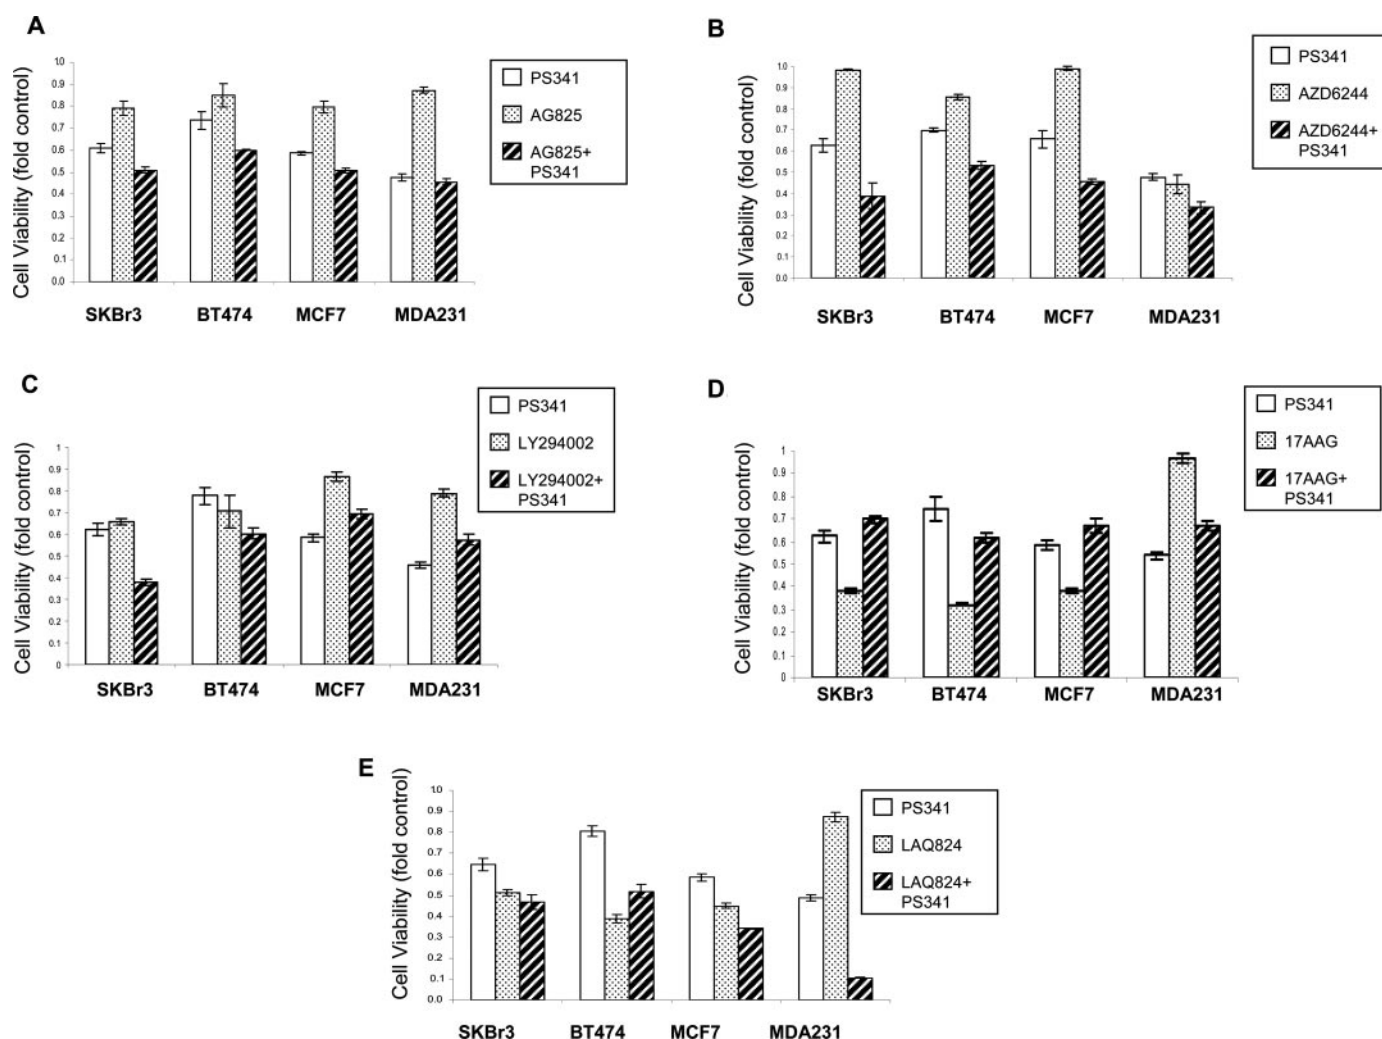 A
Cell Viability (fold control)
1.0
0.9
0.8
0.7
0.6
0.5
0.4
0.3
0.2
0.1
0.0
SKBr3 BT474 MCF7 MDA231
PS341
AG825
AG825+
PS341
B
Cell Viability (fold control)
1.0
0.9
0.8
0.7
0.6
0.5
0.4
0.3
0.2
0.1
0.0
SKBr3 BT474 MCF7 MDA231
PS341
AZD6244
AZD6244+
PS341
C
Cell Viability (fold control)
1
0.9
0.8
0.7
0.6
0.5
0.4
0.3
0.2
0.1
0
SKBr3 BT474 MCF7 MDA231
PS341
LY294002
LY294002+
PS341
D
Cell Viability (fold control)
1
0.9
0.8
0.7
0.6
0.5
0.4
0.3
0.2
0.1
0
SKBr3 BT474 MCF7 MDA231
PS341
17AAG
17AAG+
PS341
E
Cell Viability (fold control)
1.0
0.9
0.8
0.7
0.6
0.5
0.4
0.3
0.2
0.1
0.0
SKBr3 BT474 MCF7 MDA231
PS341
LAQ824
LAQ824+
PS341